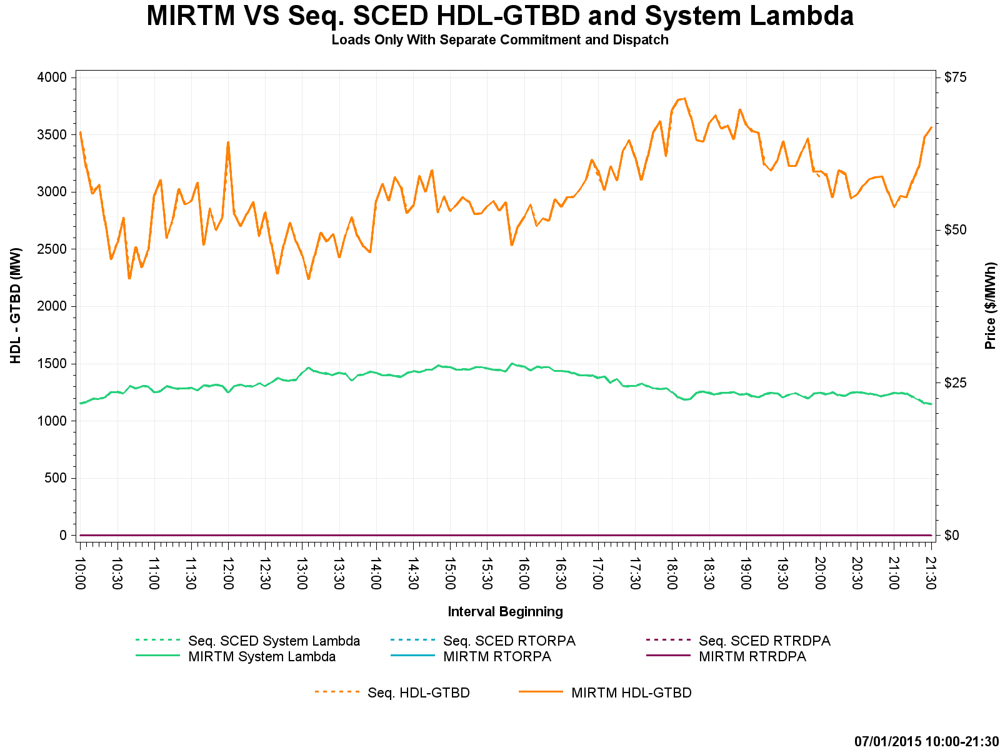 MIRTM VS Seq. SCED HDL-GTBD and System Lambda
Loads Only With Separate Commitment and Dispatch
4000
3500
3000
2500
2000
1500
1000
500
0
HDL - GTBD (MW)
$75
$50
$25
$0
Price ($/MWh)
10:00
10:30
11:00
11:30
12:00
12:30
13:00
13:30
14:00
14:30
15:00
15:30
16:00
16:30
17:00
17:30
18:00
18:30
19:00
19:30
20:00
20:30
21:00
21:30
Interval Beginning
Seq. SCED System Lambda
Seq. SCED RTORPA
Seq. SCED RTRDPA
MIRTM System Lambda
MIRTM RTORPA
MIRTM RTRDPA
Seq. HDL-GTBD
MIRTM HDL-GTBD
07/01/2015 10:00-21:30